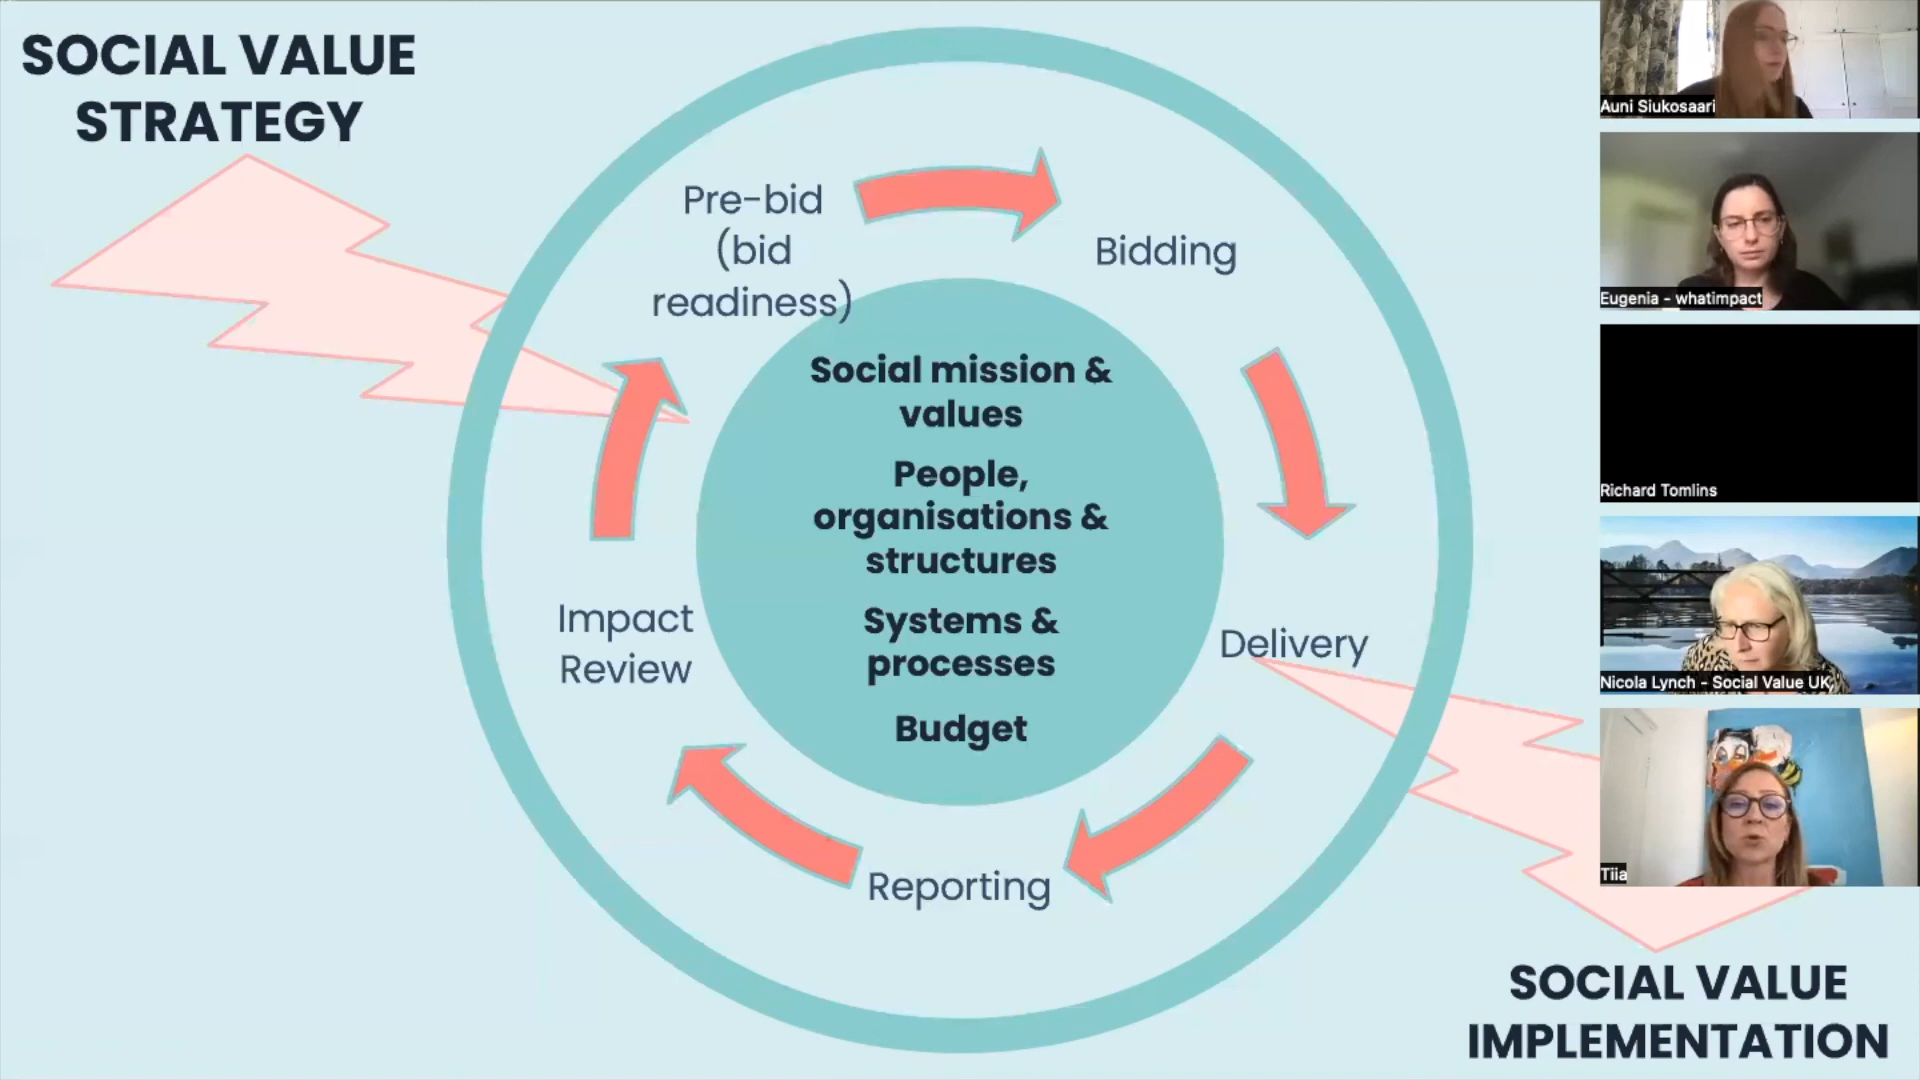 SOCIAL VALUE
STRATEGY
Pre-bid
(bid
readiness)
Bidding
Social mission &
values
People,
organisations &
structures
Systems &
processes
Budget
Impact
Review
Delivery
Reporting
SOCIAL VALUE
IMPLEMENTATION
Auni Siukosaari
Eugenia - whatimpact
Richard Tomlins
Nicola Lynch - Social Value UK
Tiia